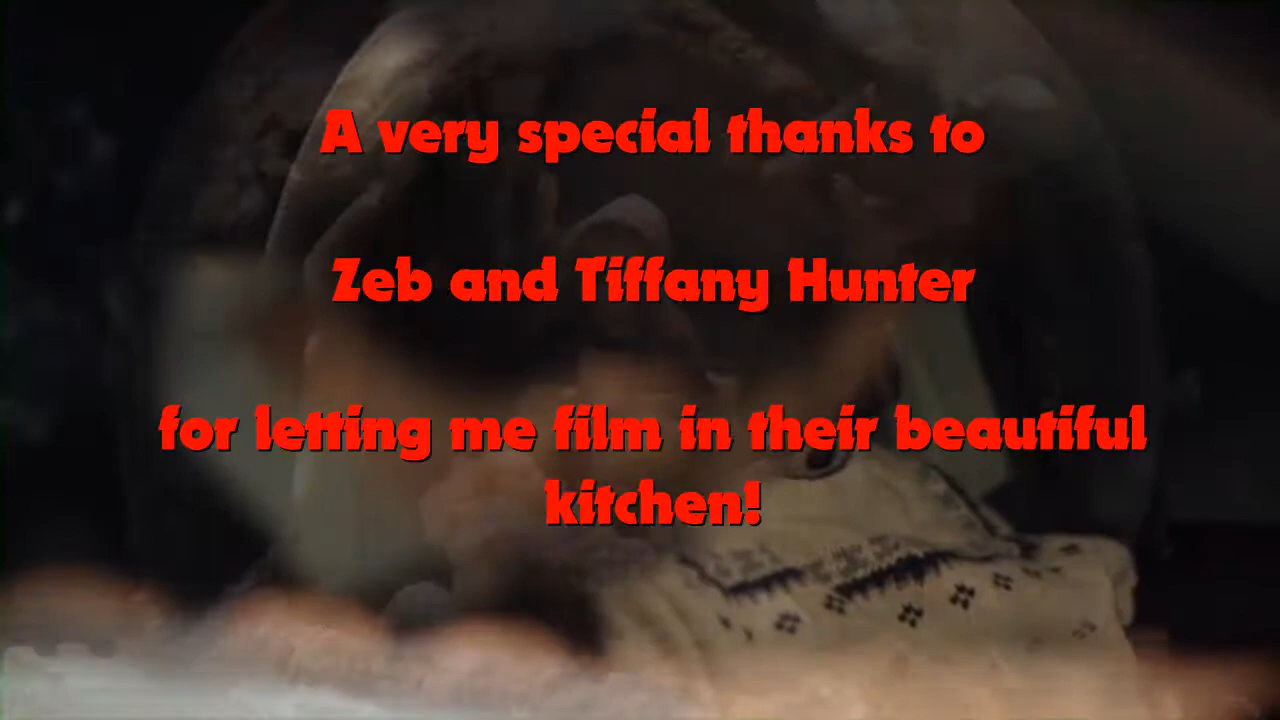 A very special thanks to
Zeb and Tiffany Hunter
for letting me film in their beautiful
kitchen!